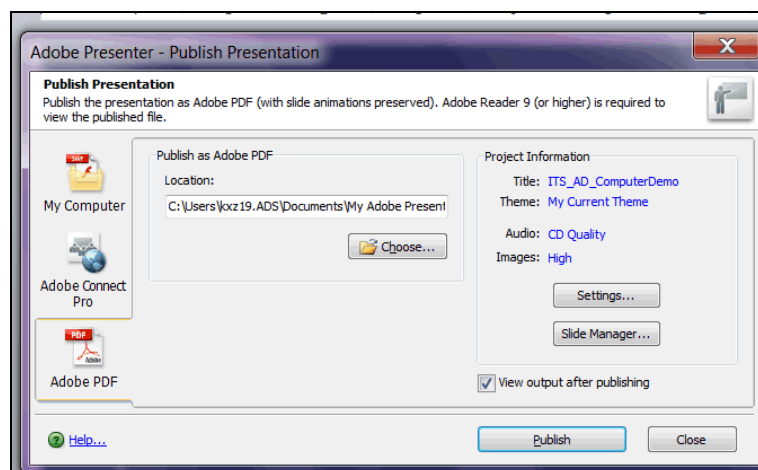 Adobe Presenter - Publish Presentation
X
Publish Presentation
Publish the presentation as Adobe PDF (with slide animations preserved). Adobe Reader 9 (or higher) is required to
view the published file.
SWF
My Computer
Adobe Connect
Pro
PDF
Adobe
Adobe PDF
Publish as Adobe PDF
Location:
C:\Users\kxz19.ADS\Documents\My Adobe Present
Choose...
Project Information
Title: ITS_AD_ComputerDemo
Theme: My Current Theme
Audio: CD Quality
Images: High
Settings...
Slide Manager...
View output after publishing
? Help...
Publish
Close